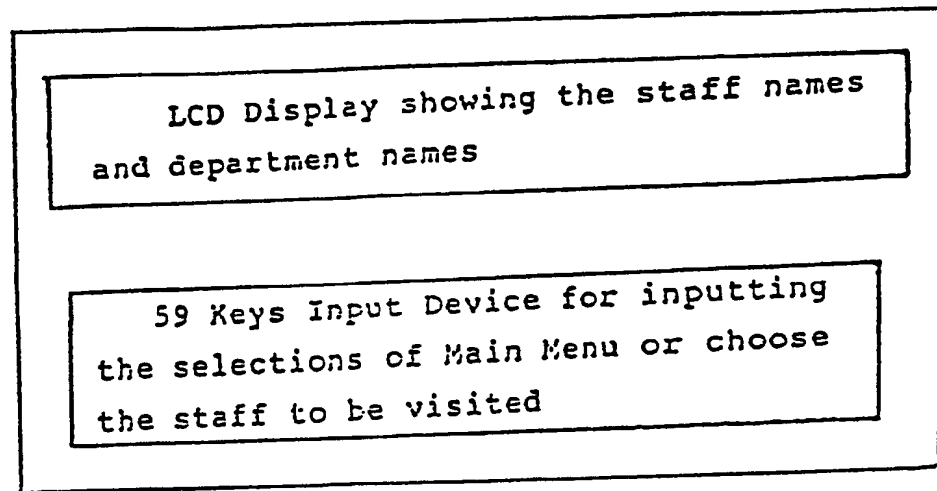 LCD Display showing the staff names
and department names
59 Keys Input Device for inputting
the selections of Main Menu or choose
the staff to be visited